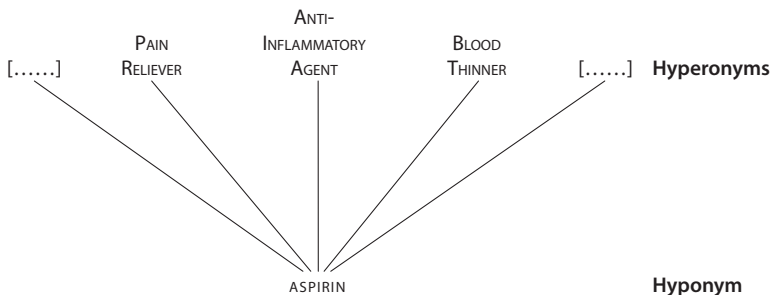 Anti-
Pain Inflammatory Blood
[……] Reliever Agent Thinner [……] Hyperonyms
aspirin Hyponym